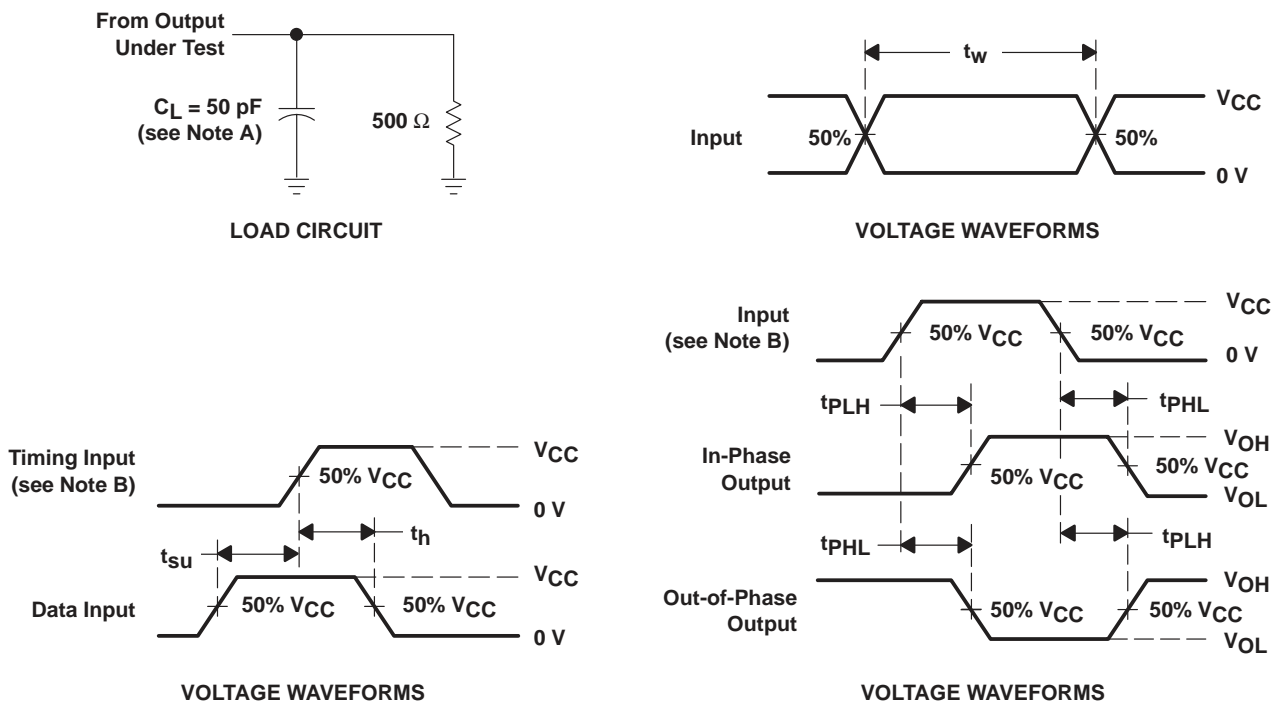 From Output
Under Test
CL = 50 pF
(see Note A)
500 Ω
LOAD CIRCUIT
tw
Input
50%
50%
VCC
0 V
VOLTAGE WAVEFORMS
Timing Input
(see Note B)
50% VCC
VCC
0 V
th
tsu
Data Input
50% VCC
50% VCC
VCC
0 V
VOLTAGE WAVEFORMS
Input
(see Note B)
50% VCC
50% VCC
VCC
0 V
tPLH
tPHL
In-Phase
Output
50% VCC
50% VCC
VOH
VOL
tPHL
tPLH
Out-of-Phase
Output
50% VCC
50% VCC
VOH
VOL
VOLTAGE WAVEFORMS